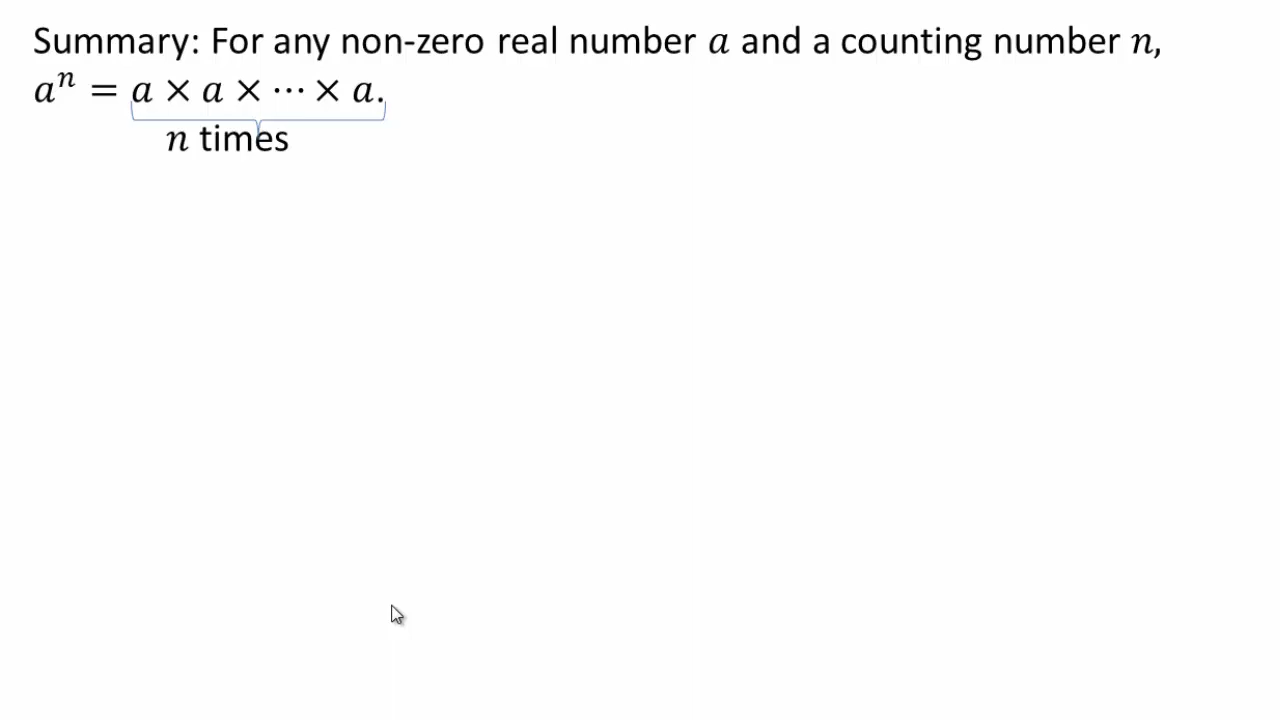 Summary: For any non-zero real number 𝑎 and a counting number 𝑛,
𝑎ⁿ = 𝑎 × 𝑎 × ⋯ × 𝑎.
𝑛 times